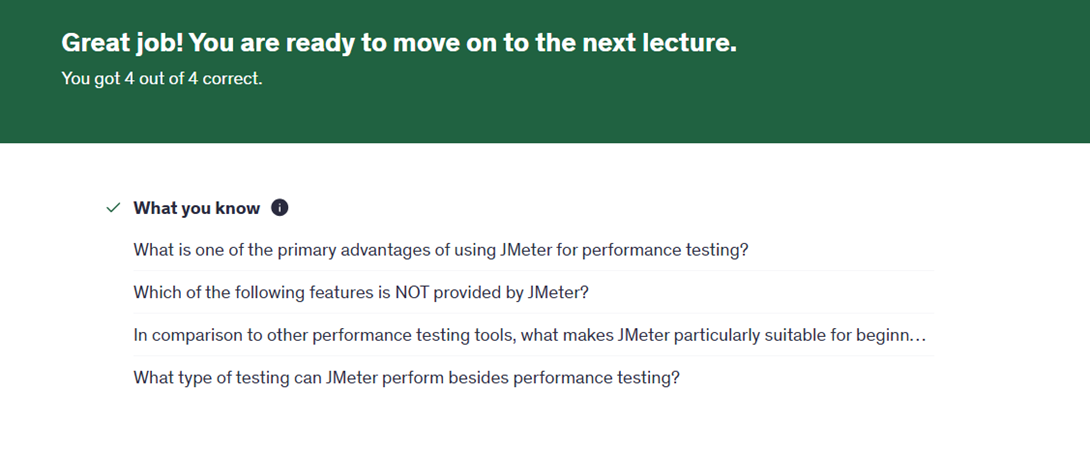 Great job! You are ready to move on to the next lecture.
You got 4 out of 4 correct.
What you know
What is one of the primary advantages of using JMeter for performance testing?
Which of the following features is NOT provided by JMeter?
In comparison to other performance testing tools, what makes JMeter particularly suitable for beginn...
What type of testing can JMeter perform besides performance testing?